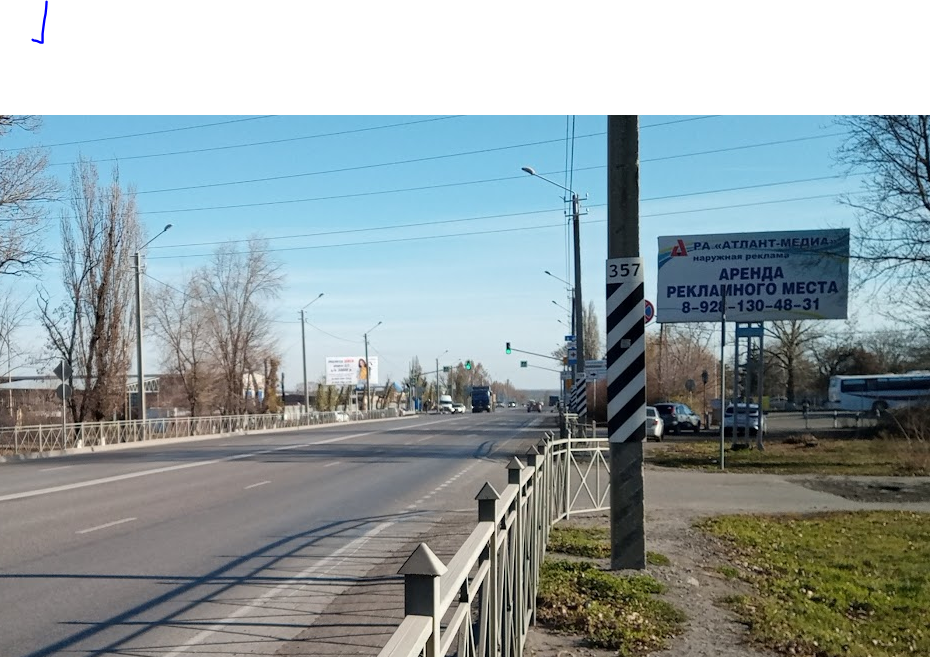 357
РА «АТЛАНТ-МЕДИА»
наружная реклама
АРЕНДА
РЕКЛАМНОГО МЕСТА
8-928-130-48-31